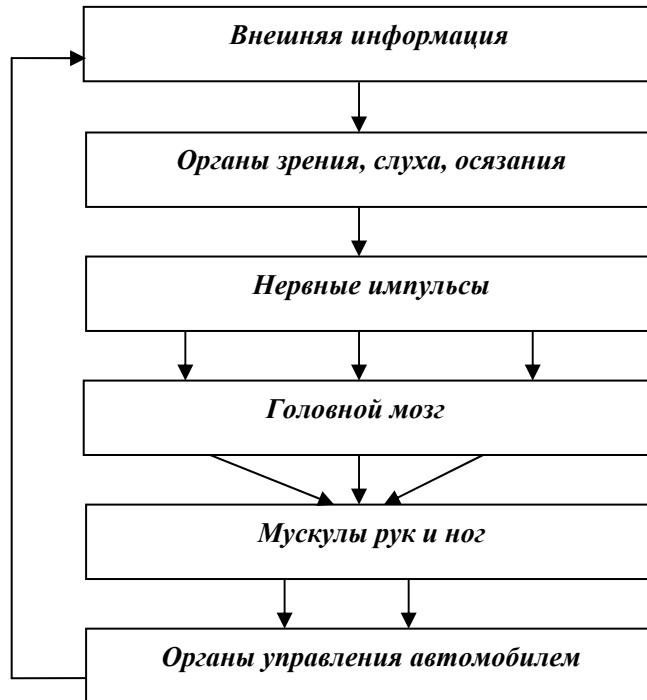 Внешняя информация
Органы зрения, слуха, осязания
Нервные импульсы
Головной мозг
Мускулы рук и ног
Органы управления автомобилем